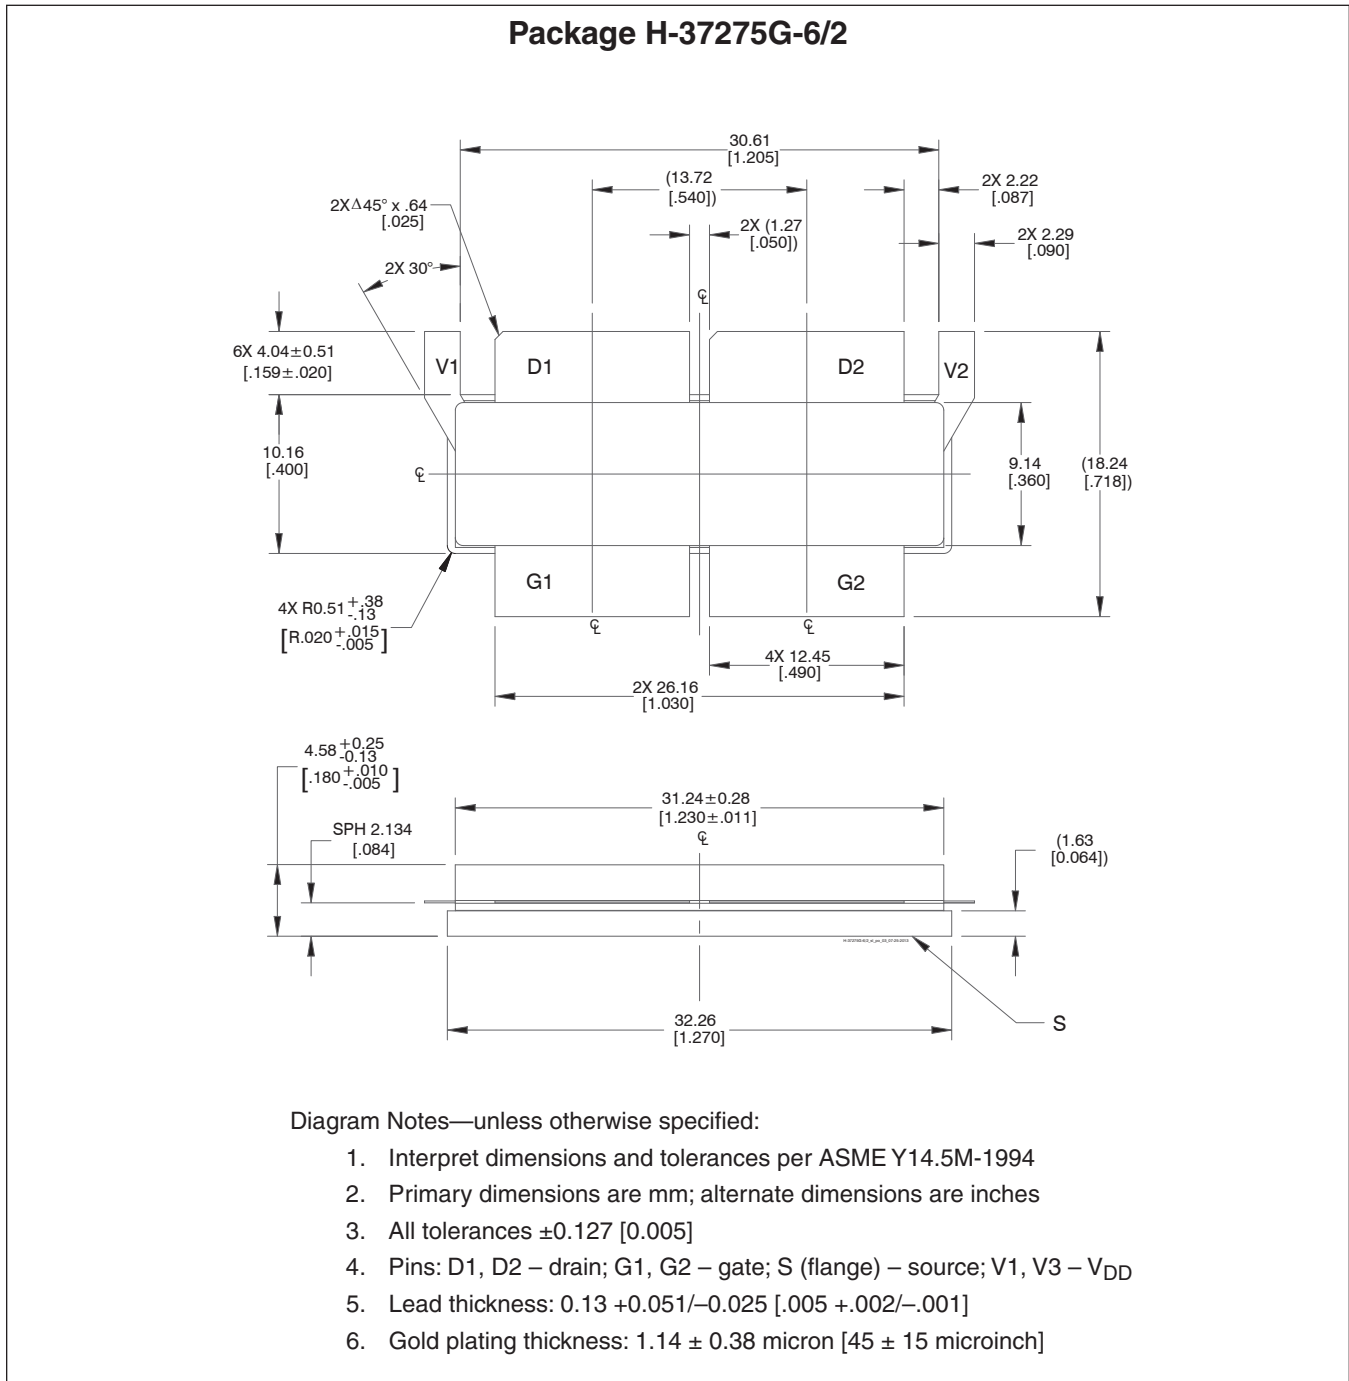 Package H-37275G-6/2
30.61
[1.205]
(13.72
[.540])
2X 2.22
[.087]
2X∆45° x .64
[.025]
2X (1.27
[.050])
2X 2.29
[.090]
2X 30°
℄
6X 4.04±0.51
[.159±.020]
V1
D1
D2
V2
10.16
[.400]
℄
9.14
[.360]
(18.24
[.718])
G1
G2
4X R0.51 +.38
-.13
[R.020 +.015
-.005 ]
℄
℄
4X 12.45
[.490]
2X 26.16
[1.030]
4.58 +0.25
-0.13
[.180 +.010
-.005 ]
31.24±0.28
[1.230±.011]
℄
SPH 2.134
[.084]
(1.63
[0.064])
32.26
[1.270]
S
Diagram Notes—unless otherwise specified:
1. Interpret dimensions and tolerances per ASME Y14.5M-1994
2. Primary dimensions are mm; alternate dimensions are inches
3. All tolerances ±0.127 [0.005]
4. Pins: D1, D2 – drain; G1, G2 – gate; S (flange) – source; V1, V3 – VDD
5. Lead thickness: 0.13 +0.051/–0.025 [.005 +.002/–.001]
6. Gold plating thickness: 1.14 ± 0.38 micron [45 ± 15 microinch]